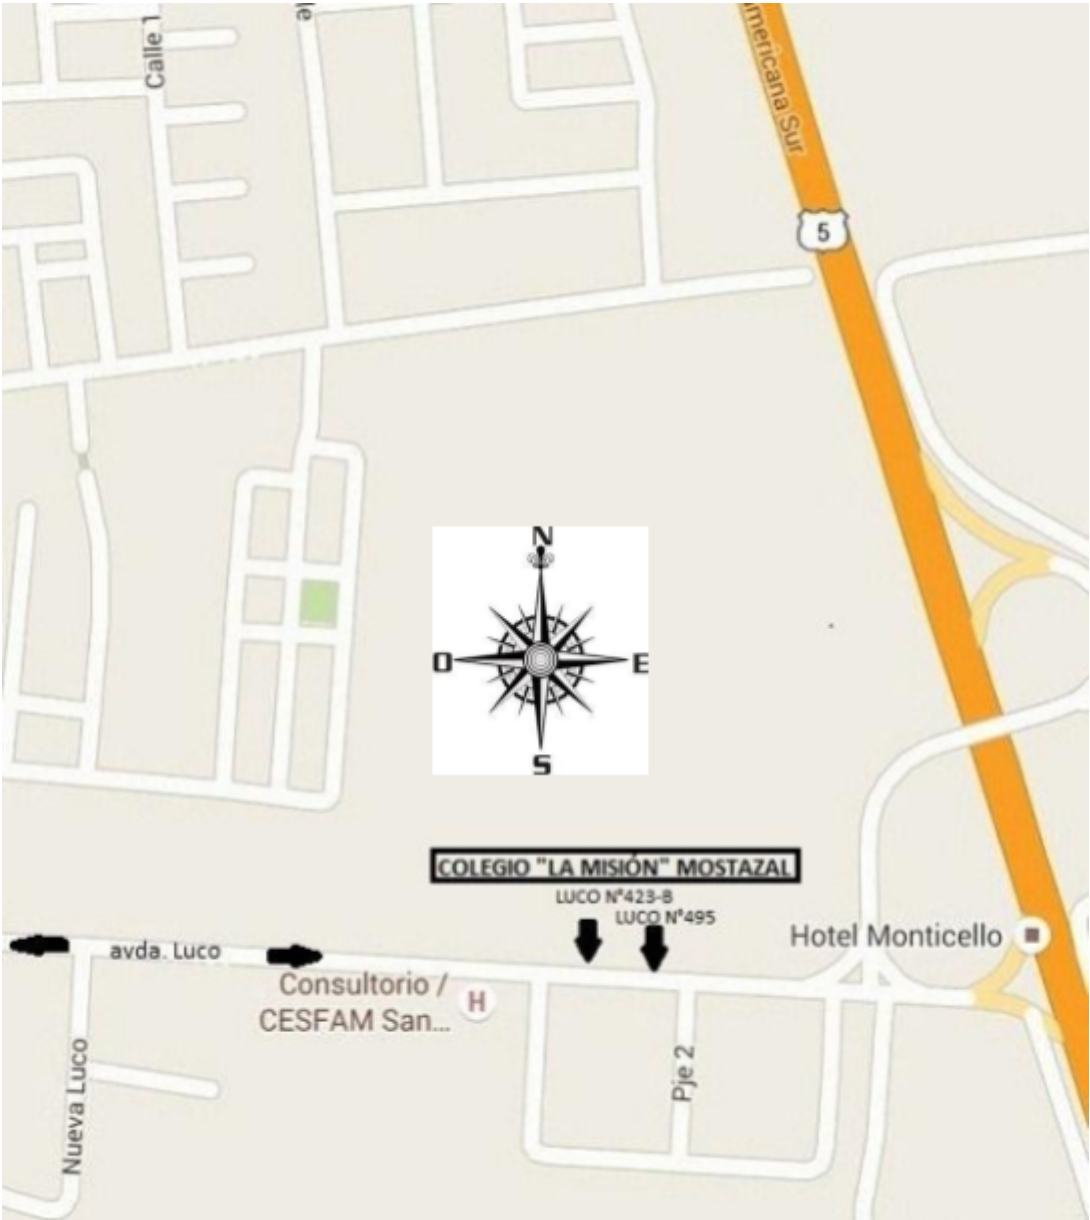 Calle 1
le
americana Sur
5
N
O
E
S
COLEGIO "LA MISIÓN" MOSTAZAL
LUCO N°423-B
LUCO N°495
Hotel Monticello
avda. Luco
Consultorio /
CESFAM San...
H
Nueva Luco
Pje 2